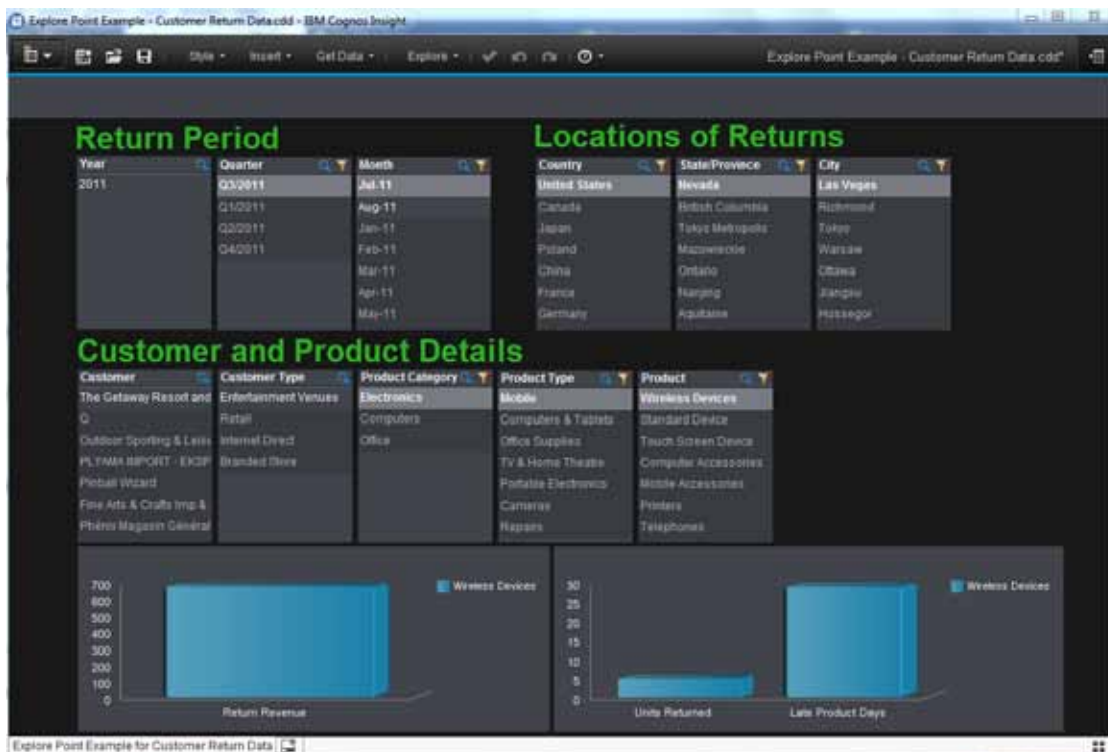 Explore Point Example - Customer Return Data.cdd - IBM Cognos Insight
Style Insert Get Data Explore Explore Point Example - Customer Return Data.cdd*
Return Period
Year Quarter Month
2011 Q3/2011 Jul-11
Q1/2011 Aug-11
Q2/2011 Jan-11
Q4/2011 Feb-11
Mar-11
Apr-11
May-11
Locations of Returns
Country State/Province City
United States Nevada Las Vegas
Canada British Columbia Richmond
Japan Tokyo Metropolis Tokyo
Poland Mazowieckie Warsaw
China Ontario Ottawa
France Nanjing Jiangsu
Germany Aquitaine Hossegor
Customer and Product Details
Customer Customer Type Product Category Product Type Product
The Getaway Resort and Entertainment Venues Electronics Mobile Wireless Devices
Q Retail Computers Computers & Tablets Standard Device
Outdoor Sporting & Leis Internet Direct Office Office Supplies Touch Screen Device
PLYAMA IMPORT - EKSP Branded Store TV & Home Theatre Computer Accessories
Pinball Wizard Portable Electronics Mobile Accessories
Fine Arts & Crafts Imp & Cameras Printers
Phénix Magasin Général Repairs Telephones
700
600
500
400
300
200
100
0
Return Revenue
Wireless Devices
30
25
20
15
10
5
0
Units Returned Late Product Days
Wireless Devices
Explore Point Example for Customer Return Data